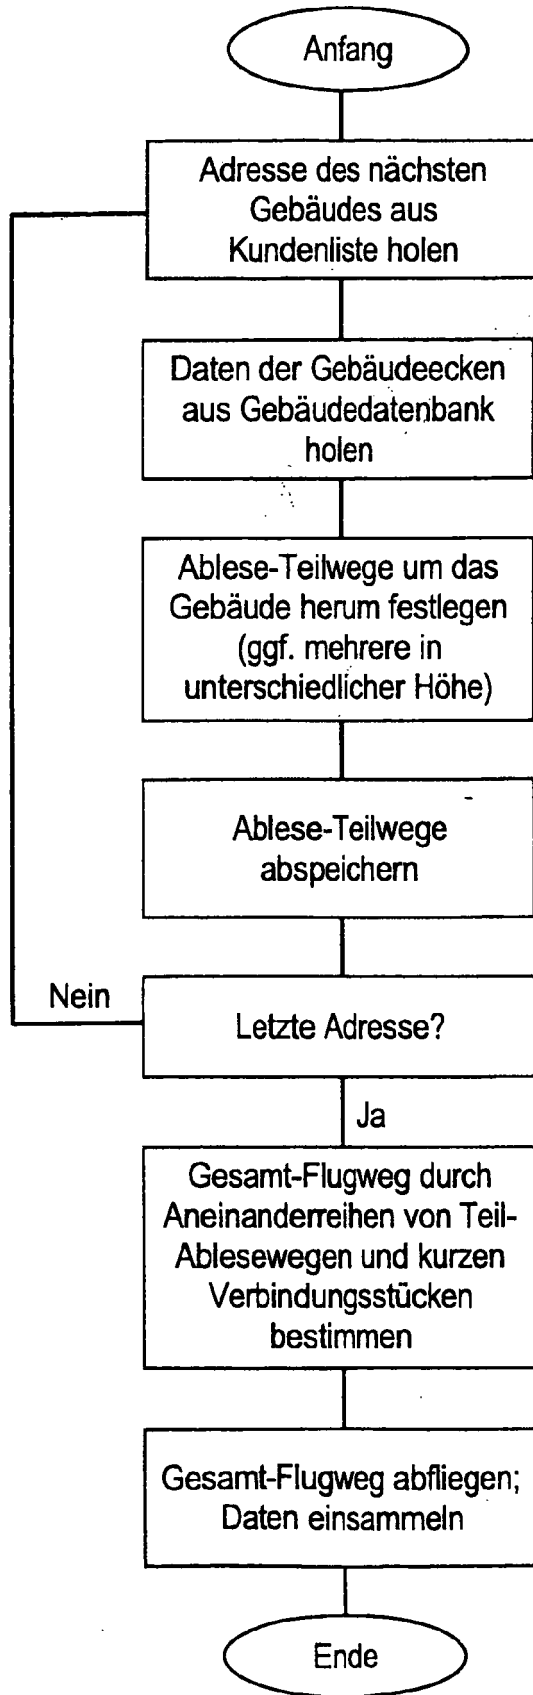 Anfang
Adresse des nächsten
Gebäudes aus
Kundenliste holen
Daten der Gebäudeecken
aus Gebäudedatenbank
holen
Ablese-Teilwege um das
Gebäude herum festlegen
(ggf. mehrere in
unterschiedlicher Höhe)
Ablese-Teilwege
abspeichern
Nein
Letzte Adresse?
Ja
Gesamt-Flugweg durch
Aneinanderreihen von Teil-
Ablesewegen und kurzen
Verbindungsstücken
bestimmen
Gesamt-Flugweg abfliegen;
Daten einsammeln
Ende